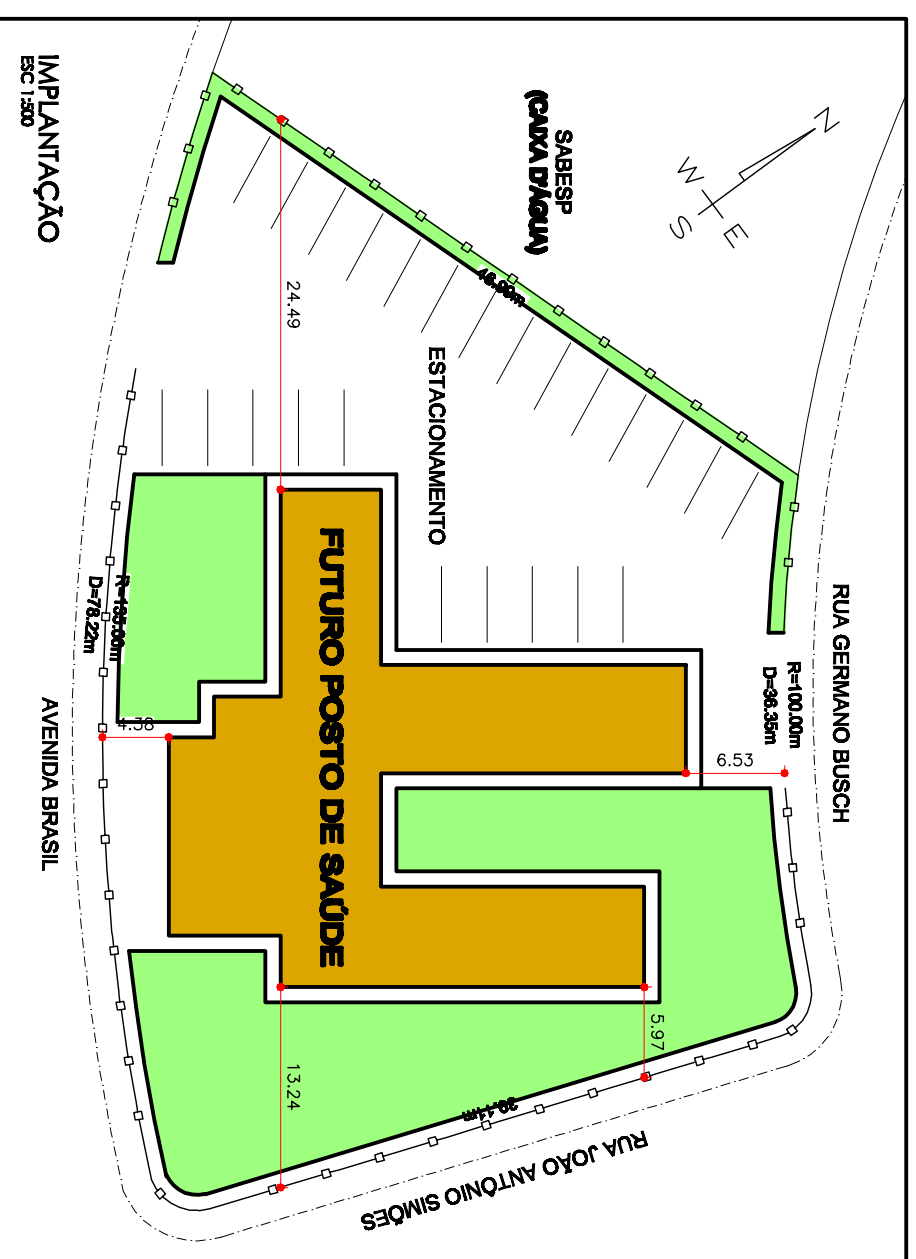 IMPLANTAÇÃO
ESC 1:500
SABESP
(CAIXA D'ÁGUA)
N
W
E
S
46.99m
24.49
ESTACIONAMENTO
FUTURO POSTO DE SAÚDE
RUA GERMANO BUSCH
R=100.00m
D=36.35m
6.53
R=195.00m
D=78.22m
4.38
AVENIDA BRASIL
5.97
13.24
39.11m
RUA JOÃO ANTÔNIO SIMÕES